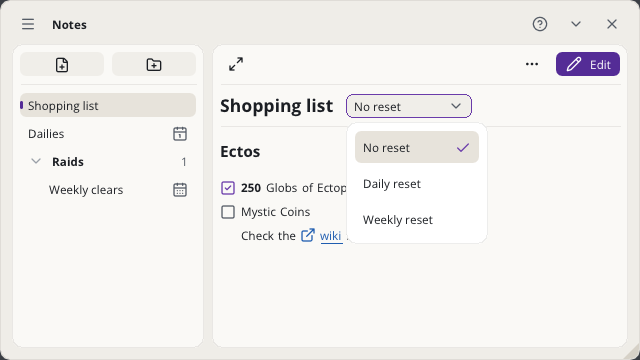 Notes
Edit
Shopping list
Dailies
Raids 1
Weekly clears
Shopping list No reset
No reset
Daily reset
Weekly reset
Ectos
250 Globs of Ectop
Mystic Coins
Check the wiki